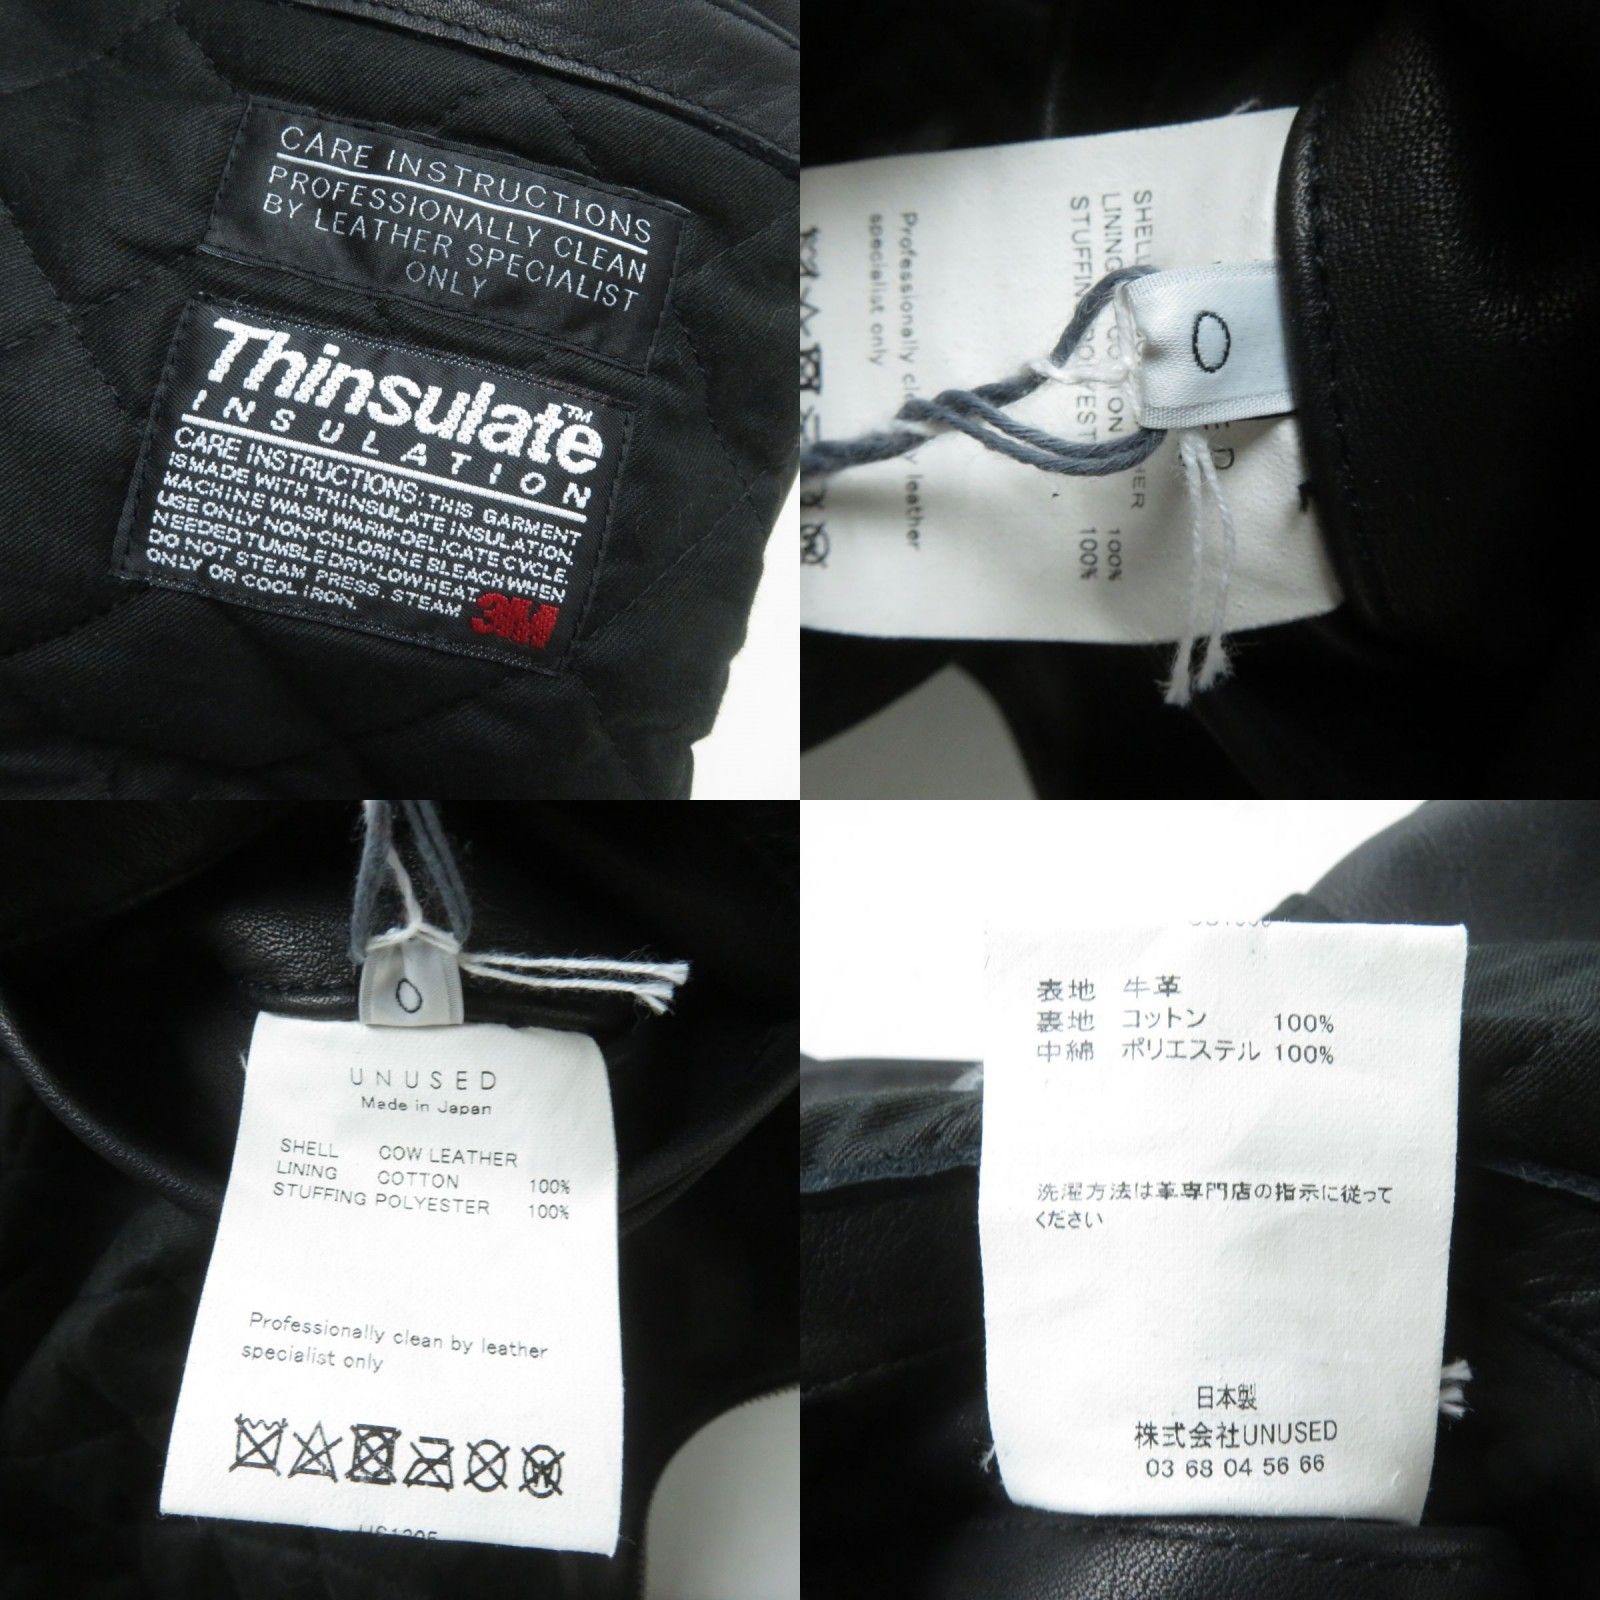 CARE INSTRUCTIONS
PROFESSIONALLY CLEAN
BY LEATHER SPECIALIST
ONLY
Thinsulate™
INSULATION
CARE INSTRUCTIONS: THIS GARMENT
IS MADE WITH THINSULATE INSULATION.
MACHINE WASH WARM-DELICATE CYCLE.
USE ONLY NON-CHLORINE BLEACH WHEN
NEEDED TUMBLE DRY-LOW HEAT
DO NOT STEAM PRESS. STEAM
ONLY OR COOL IRON.
3M
SHELL
LINING COTTON 100%
STUFFING POLYEST 100%
Professionally leather
specialist only
0
0
UNUSED
Made in Japan
SHELL COW LEATHER
LINING COTTON 100%
STUFFING POLYESTER 100%
Professionally clean by leather
specialist only
W
表地 牛革
裏地 コットン 100%
中綿 ポリエステル 100%
洗濯方法は革専門店の指示に従って
ください
日本製
株式会社UNUSED
03 68 04 56 66